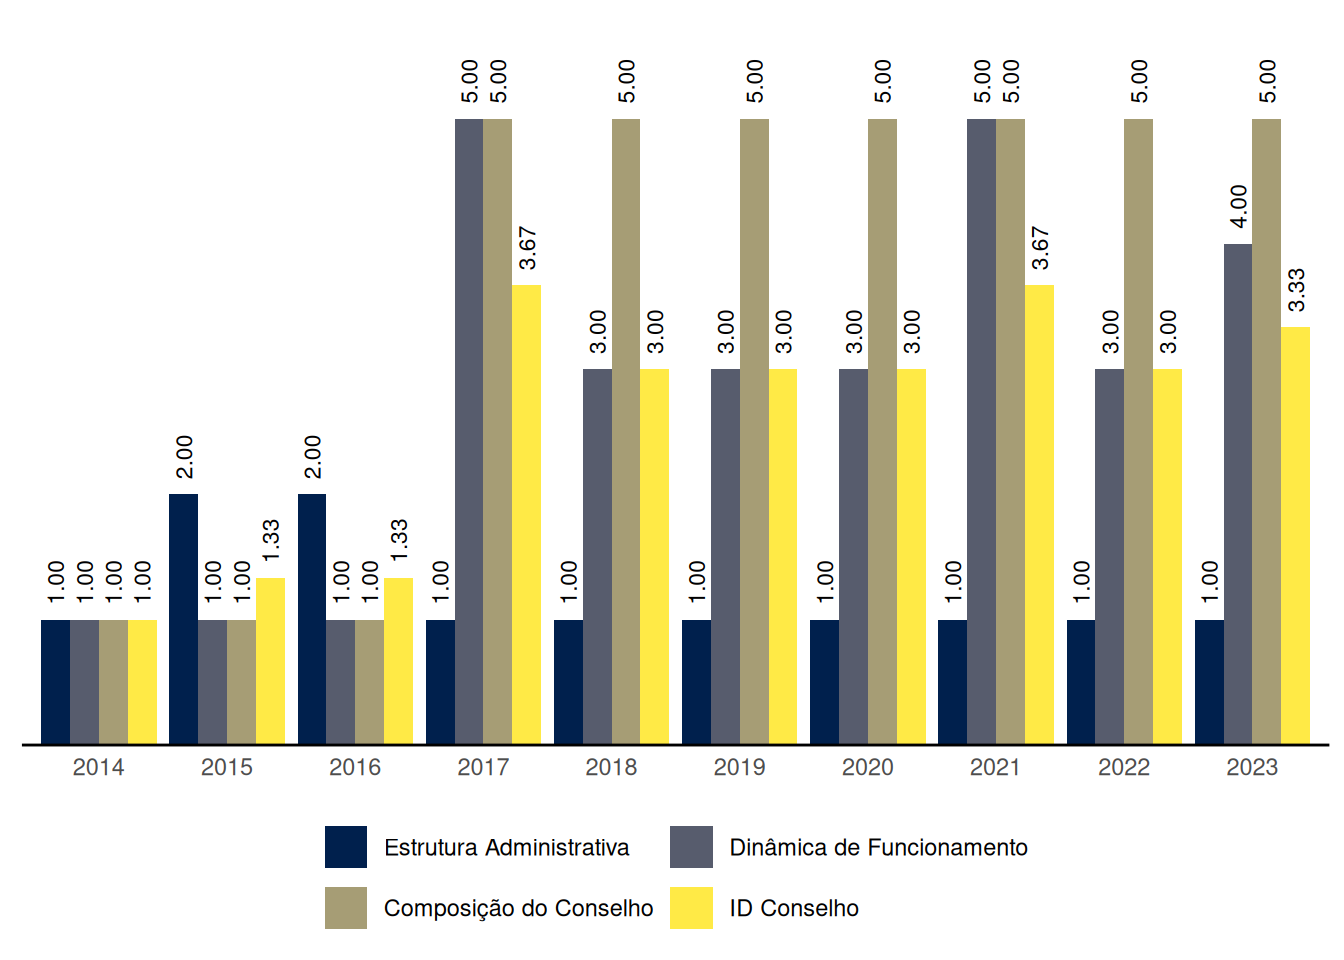 1.00 1.00 1.00 1.00
2.00 1.00 1.00 1.33
2.00 1.00 1.00 1.33
1.00 5.00 5.00 3.67
1.00 3.00 5.00 3.00
1.00 3.00 5.00 3.00
1.00 3.00 5.00 3.00
1.00 5.00 5.00 3.67
1.00 3.00 5.00 3.00
1.00 4.00 5.00 3.33
2014 2015 2016 2017 2018 2019 2020 2021 2022 2023
Estrutura Administrativa Dinâmica de Funcionamento
Composição do Conselho ID Conselho